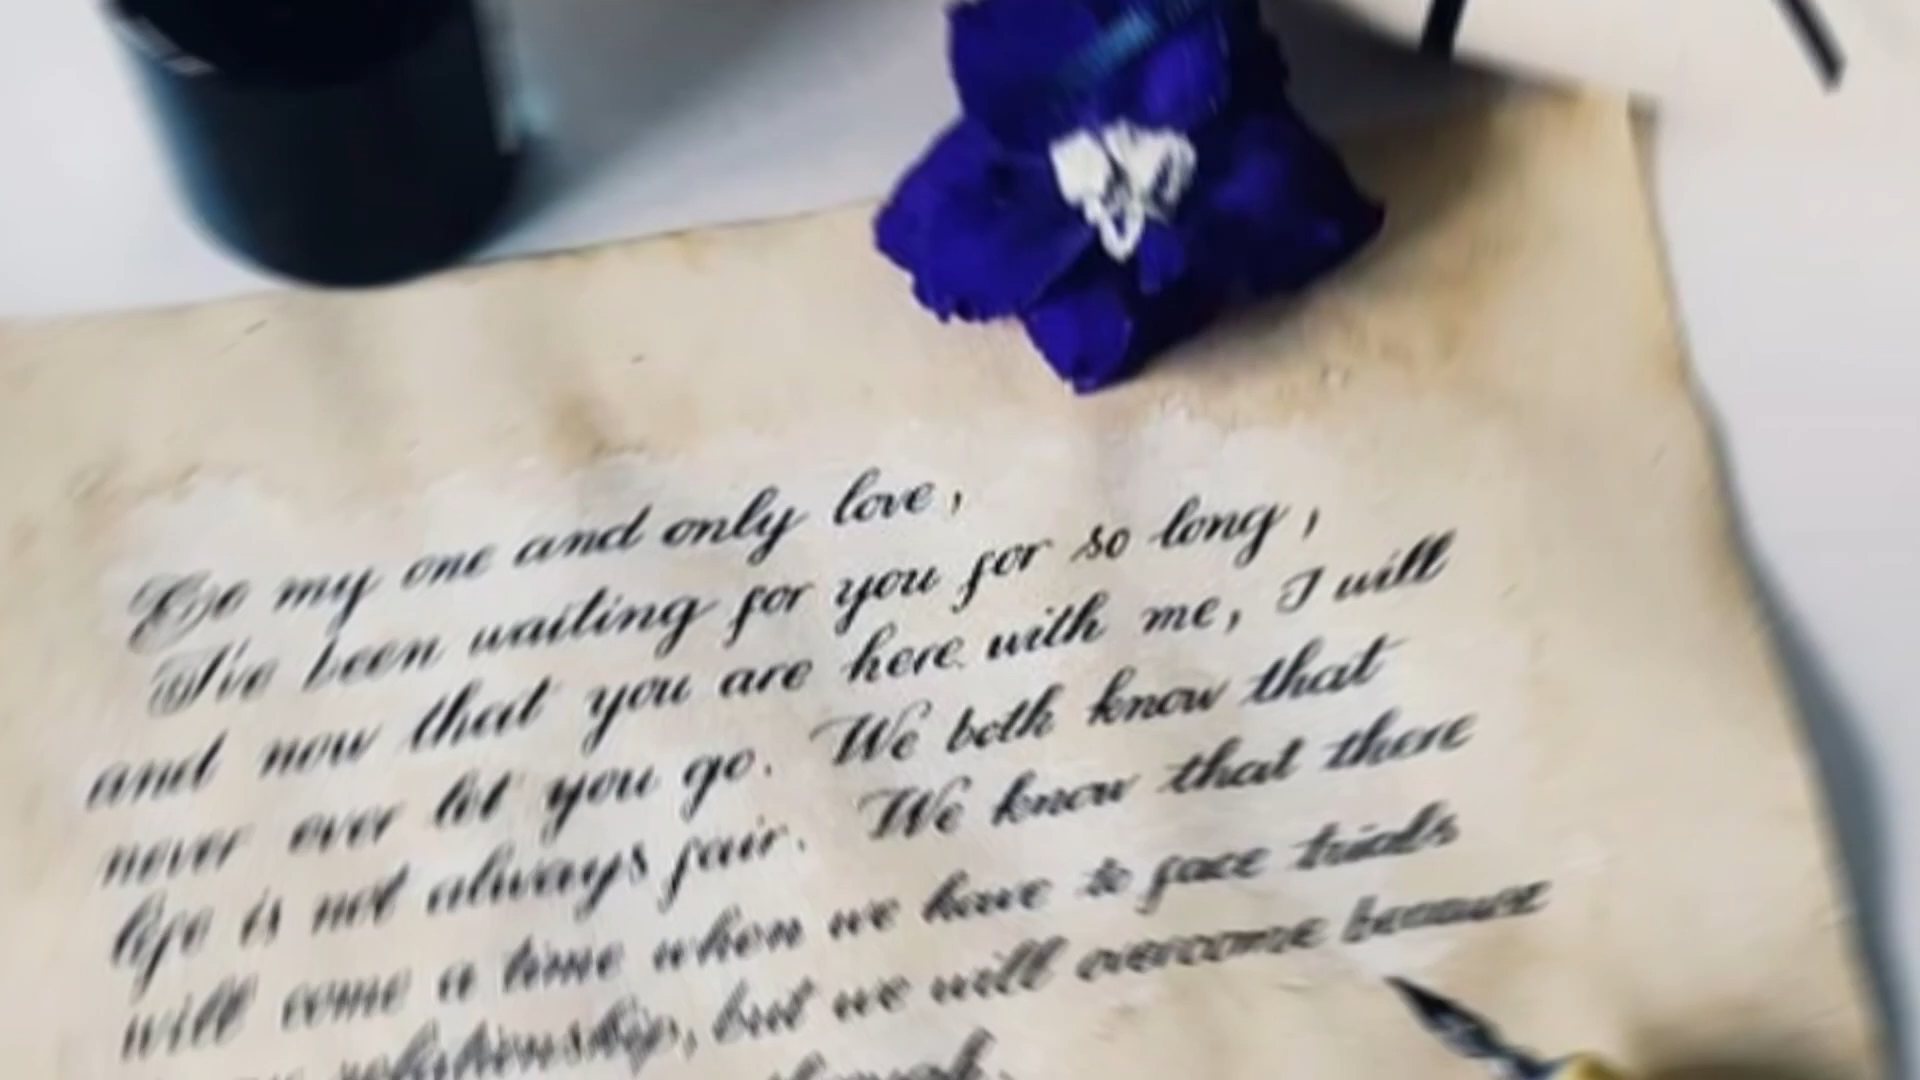 To my one and only love,
I've been waiting for you for so long,
and now that you are here with me, I will
never ever let you go. We both know that
life is not always fair. We know that there
will come a time when we have to face trials
relationship, but we will overcome because
through.